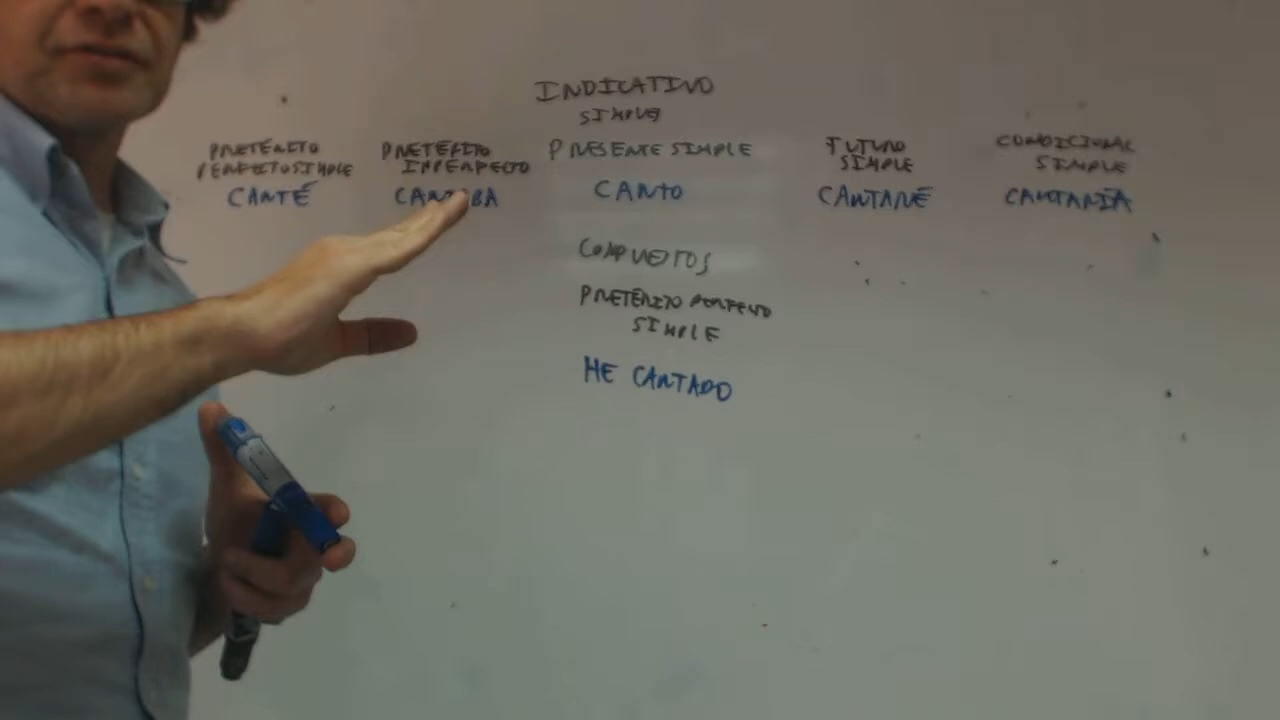 INDICATIVO
SIMPLE
PRETÉRITO
PERFECTO SIMPLE
CANTÉ
PRETÉRITO
IMPERFECTO
PRESENTE SIMPLE
CANTO
FUTURO
SIMPLE
CANTARÉ
CONDICIONAL
SIMPLE
CANTARÍA
COMPUESTOS
PRETÉRITO PERFECTO
SIMPLE
HE CANTADO